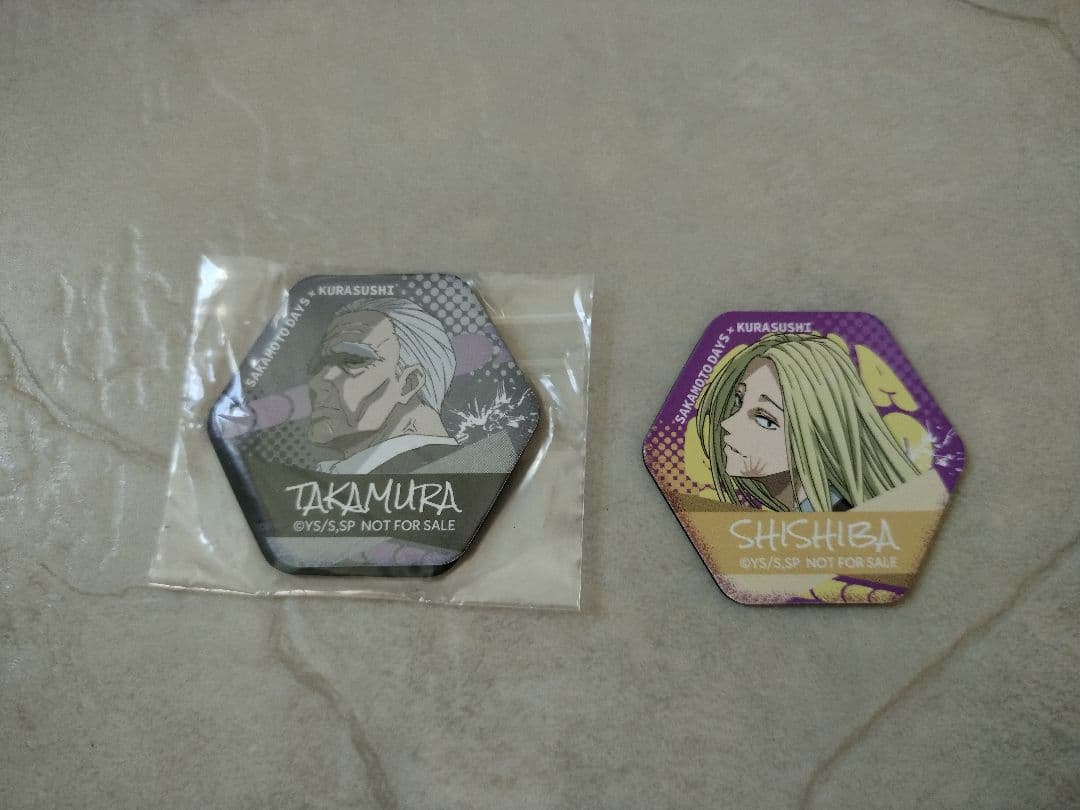 SAKAMOTO DAYS × KURASUSHI
TAKAMURA
©YS/S,SP NOT FOR SALE
SAKAMOTO DAYS × KURASUSHI
SHISHIBA
©YS/S,SP NOT FOR SALE